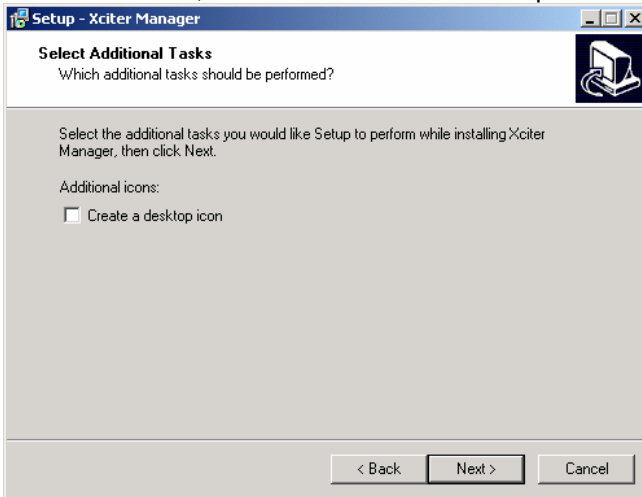 Setup - Xciter Manager
Select Additional Tasks
Which additional tasks should be performed?
Select the additional tasks you would like Setup to perform while installing Xciter
Manager, then click Next.
Additional icons:
Create a desktop icon
< Back
Next >
Cancel